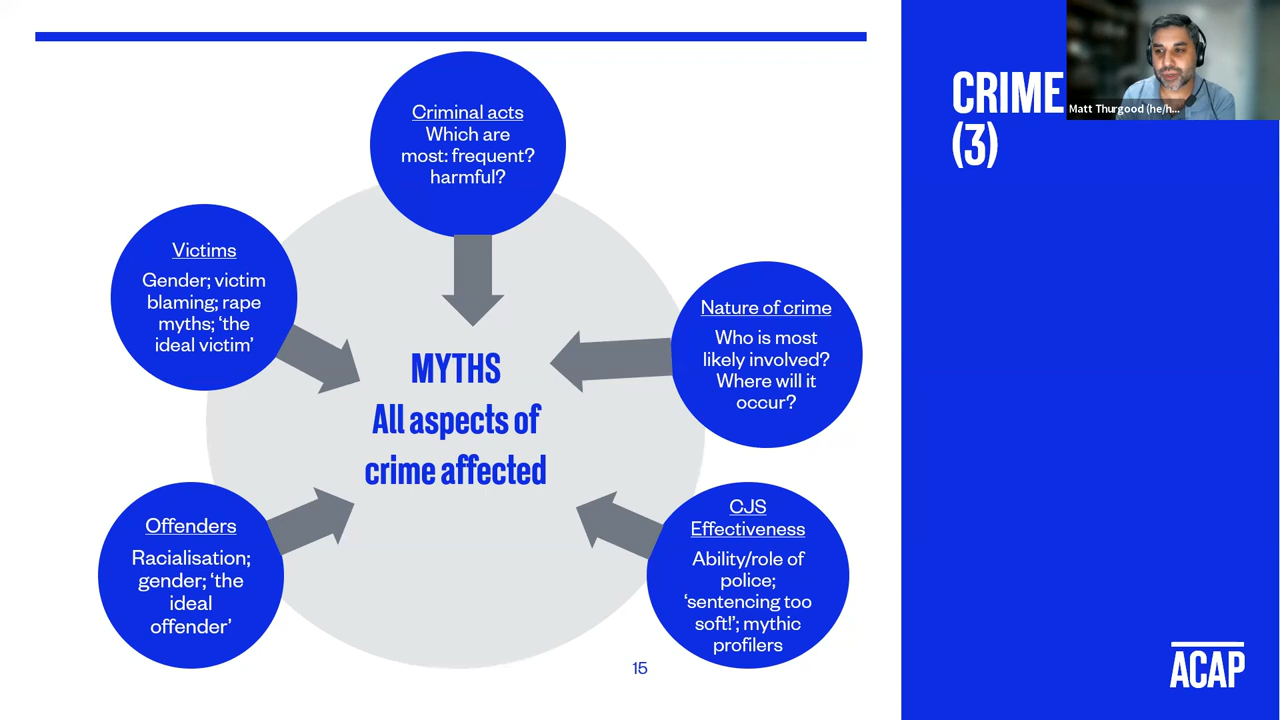 Criminal acts
Which are
most: frequent?
harmful?
Victims
Gender; victim
blaming; rape
myths; ‘the
ideal victim’
Nature of crime
Who is most
likely involved?
Where will it
occur?
MYTHS
All aspects of
crime affected
Offenders
Racialisation;
gender; ‘the
ideal
offender’
CJS
Effectiveness
Ability/role of
police;
‘sentencing too
soft!’; mythic
profilers
15
CRIME
(3)
Matt Thurgood (he/h...
ACAP